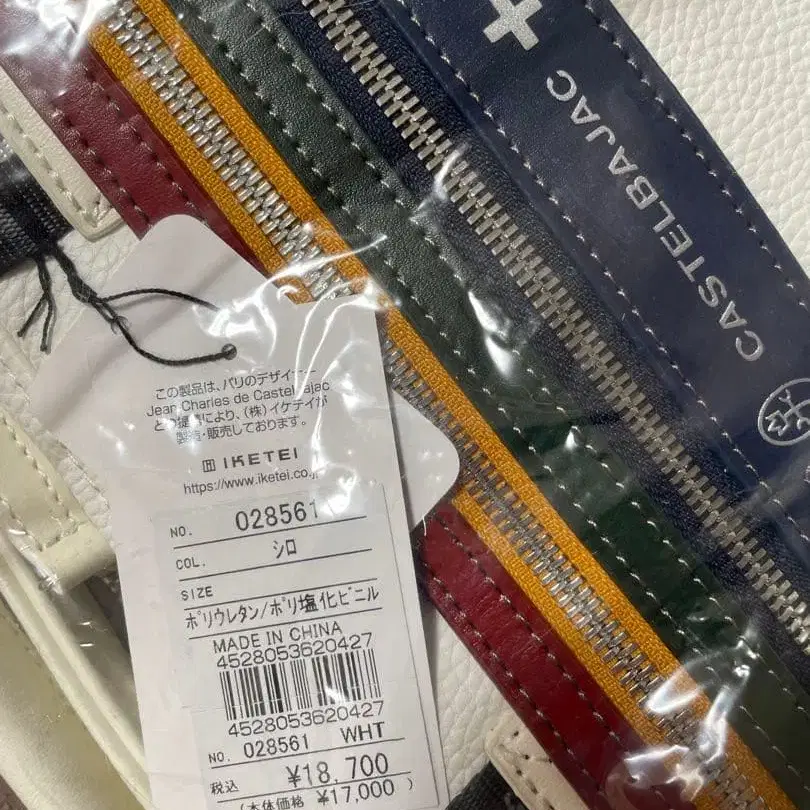 CASTELBAJAC
この製品は、パリのデザイナー
Jean Charles de Castelbajac
との提携により、(株)イケテイが
製造・販売しております。
IKETEI
https://www.iketei.co.jp
NO. 028561
COL. シロ
SIZE
ポリウレタン/ポリ塩化ビニル
MADE IN CHINA
4528053620427
4528053620427
NO. 028561 WHT
税込 ¥18,700
(本体価格 ¥17,000)